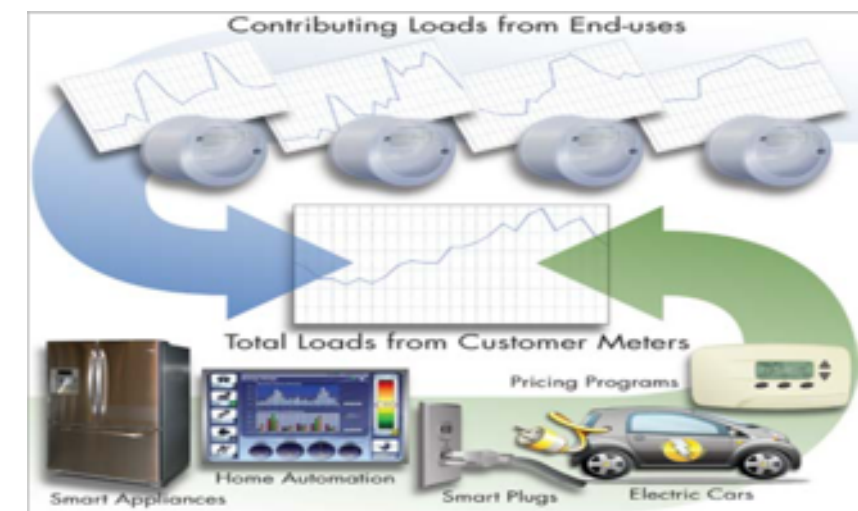 Contributing Loads from End-uses
Total Loads from Customer Meters
Pricing Programs
Home Automation
Smart Appliances
Smart Plugs
Electric Cars